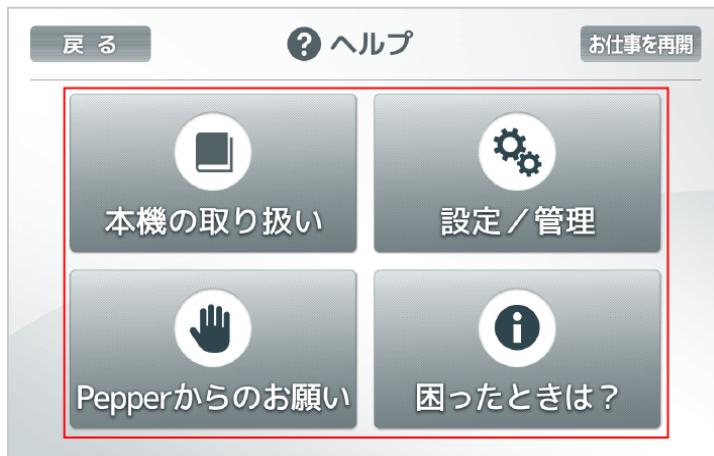 戻る
ヘルプ
お仕事を再開
本機の取り扱い
設定／管理
Pepperからのお願い
困ったときは？